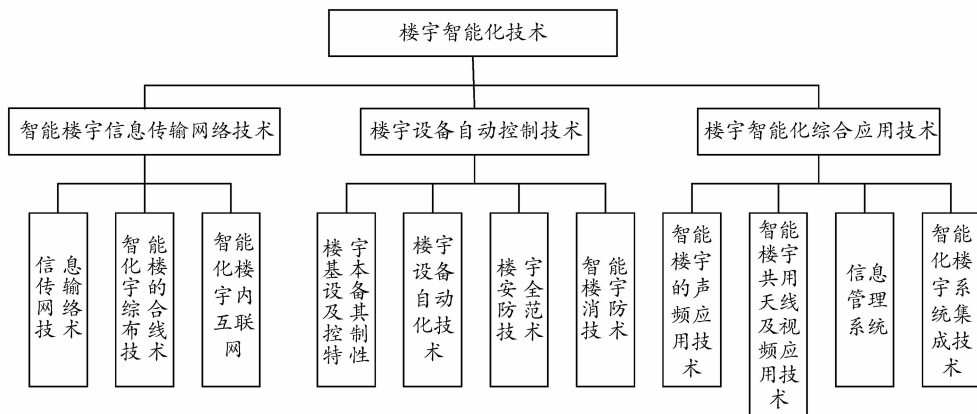 楼宇智能化技术
智能楼宇信息传输网络技术
楼宇设备自动控制技术
楼宇智能化综合应用技术
信息
传输
网络
技术
智能
化楼
宇的
综合
布线
技术
智能
化楼
宇内
互联
网
楼宇
基本
设备
及其
控制
特性
楼宇
设备
自动
化技
术
楼宇
安全
防范
技术
智能
楼宇
消防
技术
智能
楼宇
的声
频应
用技
术
智能
楼宇
共用
天线
及视
频应
用技
术
信息
管理
系统
智能
化楼
宇系
统集
成技
术